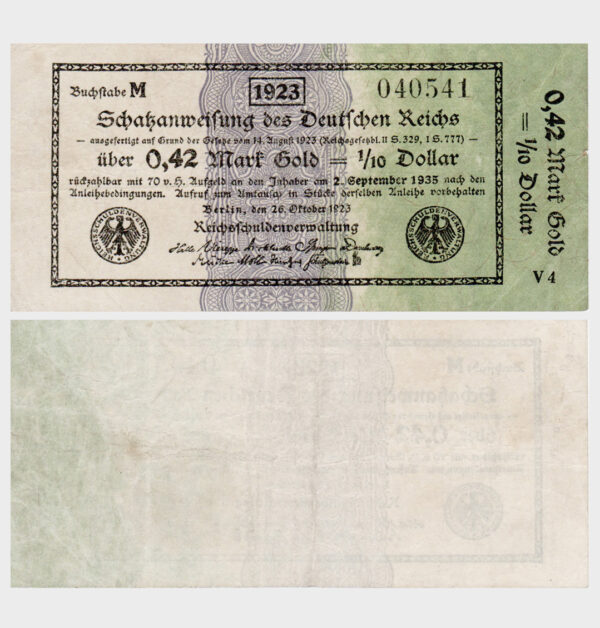 Buchstabe M
1923
040541
Schatzanweisung des Deutschen Reichs
— ausgefertigt auf Grund der Gesetze vom 14. August 1923 (Reichsgesetzbl. II S. 329, I S. 777) —
über 0,42 Mark Gold = 1/10 Dollar
rückzahlbar mit 70 v. H. Aufgeld an den Inhaber am 2. September 1935 nach den
Anleihebedingungen. Aufruf zum Umtausch in Stücke derselben Anleihe vorbehalten
Berlin, den 26. Oktober 1923
Reichsschuldenverwaltung
REICHSSCHULDENVERWALTUNG
REICHSSCHULDENVERWALTUNG
0,42 Mark Gold
= 1/10 Dollar
V 4